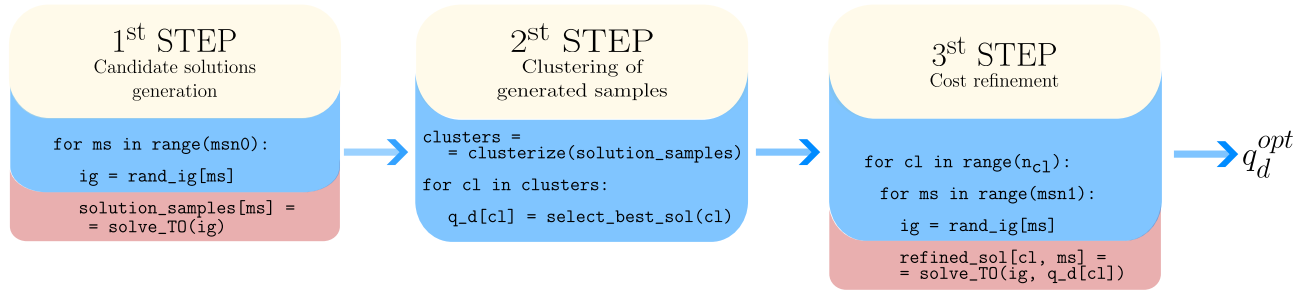 1st STEP
Candidate solutions
generation
for ms in range(msn0):
ig = rand_ig[ms]
solution_samples[ms] =
= solve_TO(ig)
2st STEP
Clustering of
generated samples
clusters =
= clusterize(solution_samples)
for cl in clusters:
q_d[cl] = select_best_sol(cl)
3st STEP
Cost refinement
for cl in range(n_cl):
for ms in range(msn1):
ig = rand_ig[ms]
refined_sol[cl, ms] =
= solve_TO(ig, q_d[cl])
q_d^opt